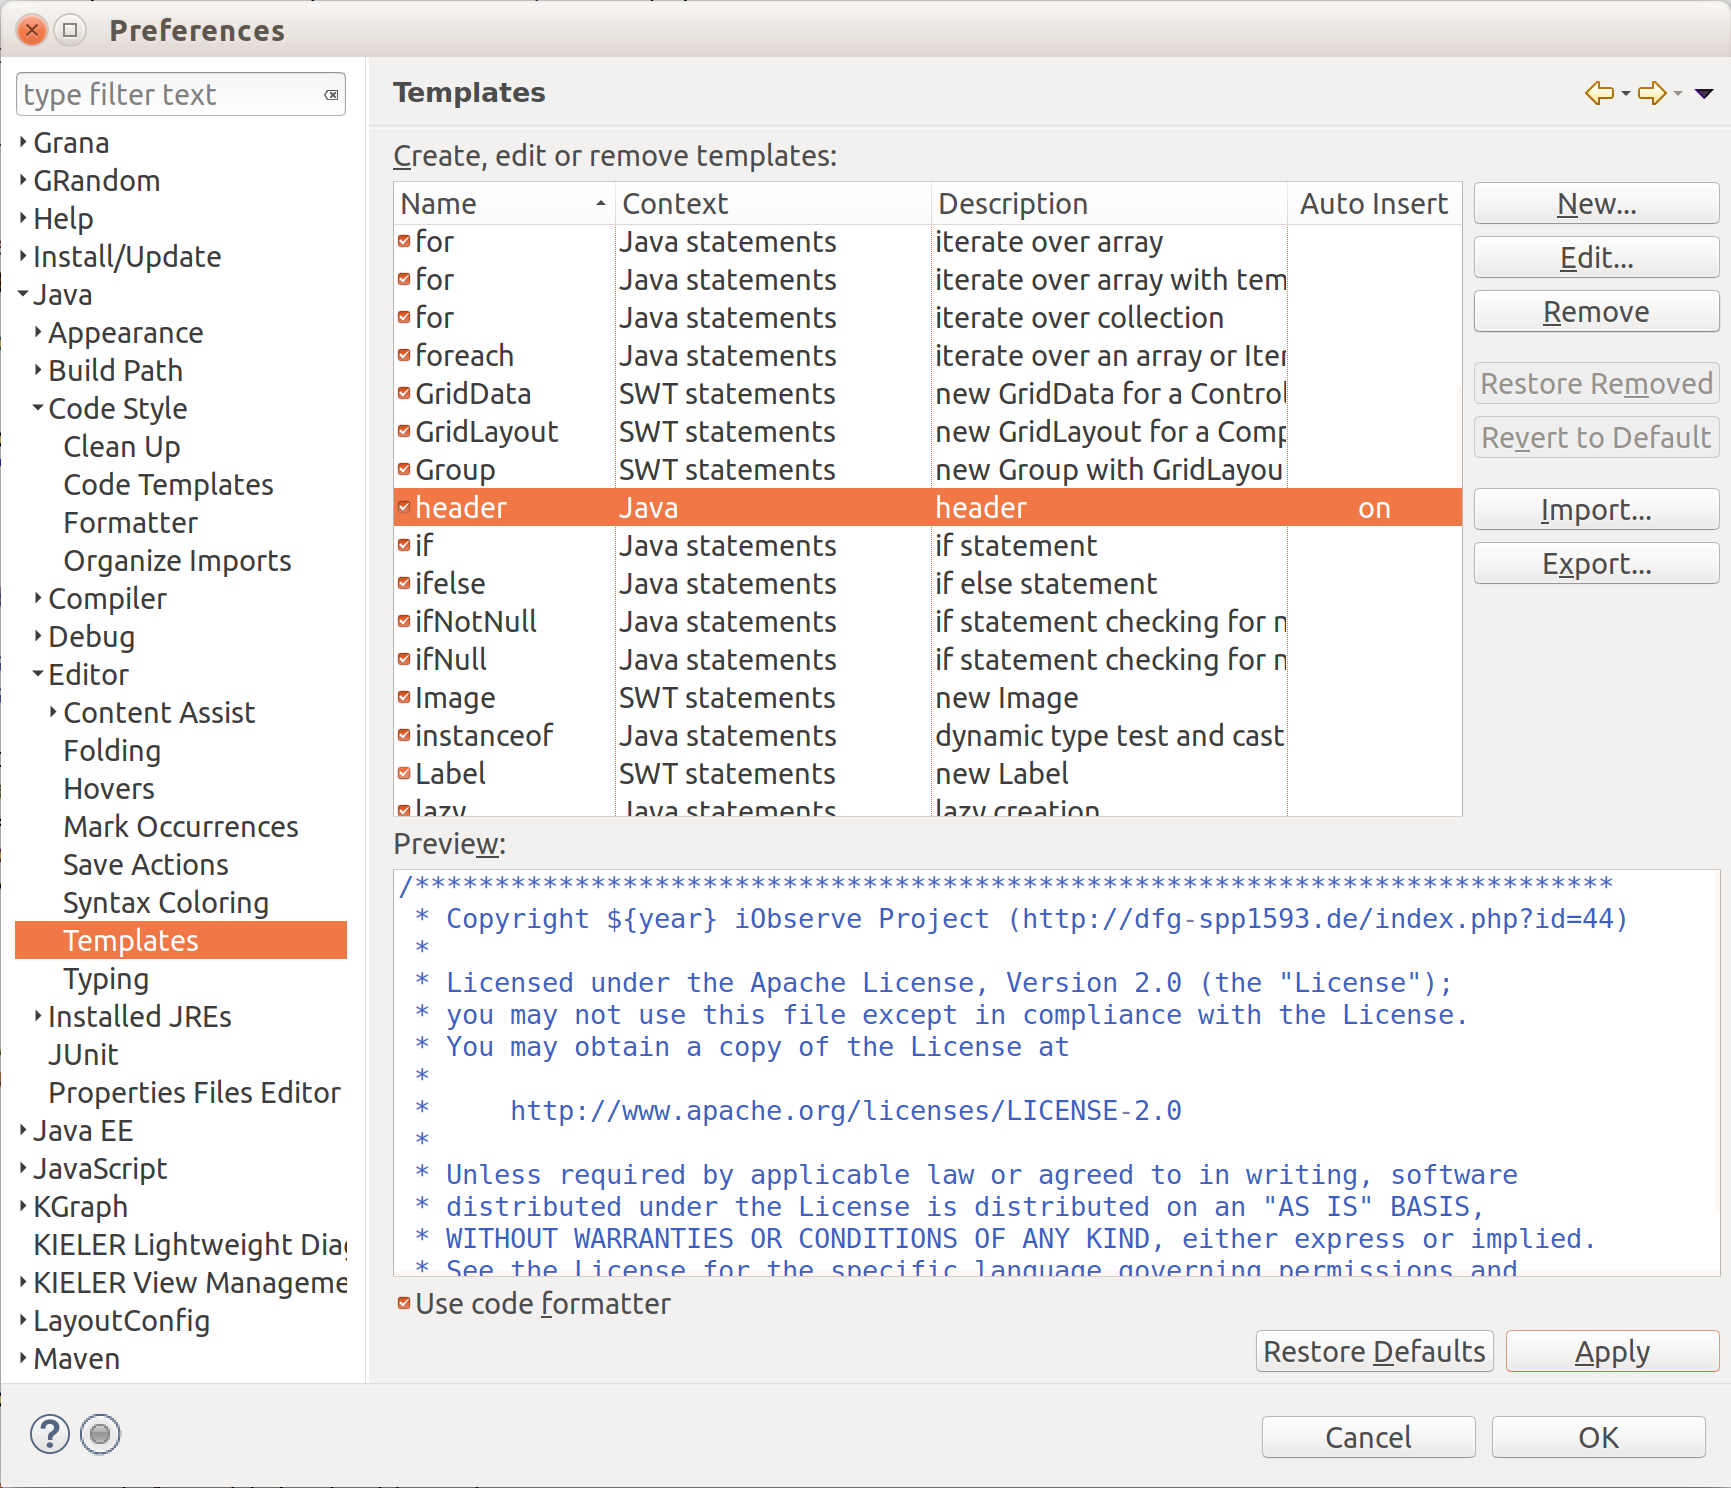 Preferences
type filter text
Grana
GRandom
Help
Install/Update
Java
Appearance
Build Path
Code Style
Clean Up
Code Templates
Formatter
Organize Imports
Compiler
Debug
Editor
Content Assist
Folding
Hovers
Mark Occurrences
Save Actions
Syntax Coloring
Templates
Typing
Installed JREs
JUnit
Properties Files Editor
Java EE
JavaScript
KGraph
KIELER Lightweight Diag
KIELER View Manageme
LayoutConfig
Maven
Templates
Create, edit or remove templates:
Name Context Description Auto Insert
for Java statements iterate over array
for Java statements iterate over array with tem
for Java statements iterate over collection
foreach Java statements iterate over an array or Iter
GridData SWT statements new GridData for a Control
GridLayout SWT statements new GridLayout for a Comp
Group SWT statements new Group with GridLayou
header Java header on
if Java statements if statement
ifelse Java statements if else statement
ifNotNull Java statements if statement checking for n
ifNull Java statements if statement checking for n
Image SWT statements new Image
instanceof Java statements dynamic type test and cast
Label SWT statements new Label
lazy Java statements lazy creation
New...
Edit...
Remove
Restore Removed
Revert to Default
Import...
Export...
Preview:
/***************************************************************************
* Copyright ${year} iObserve Project (http://dfg-spp1593.de/index.php?id=44)
*
* Licensed under the Apache License, Version 2.0 (the "License");
* you may not use this file except in compliance with the License.
* You may obtain a copy of the License at
*
*     http://www.apache.org/licenses/LICENSE-2.0
*
* Unless required by applicable law or agreed to in writing, software
* distributed under the License is distributed on an "AS IS" BASIS,
* WITHOUT WARRANTIES OR CONDITIONS OF ANY KIND, either express or implied.
* See the License for the specific language governing permissions and
Use code formatter
Restore Defaults Apply
? Cancel OK